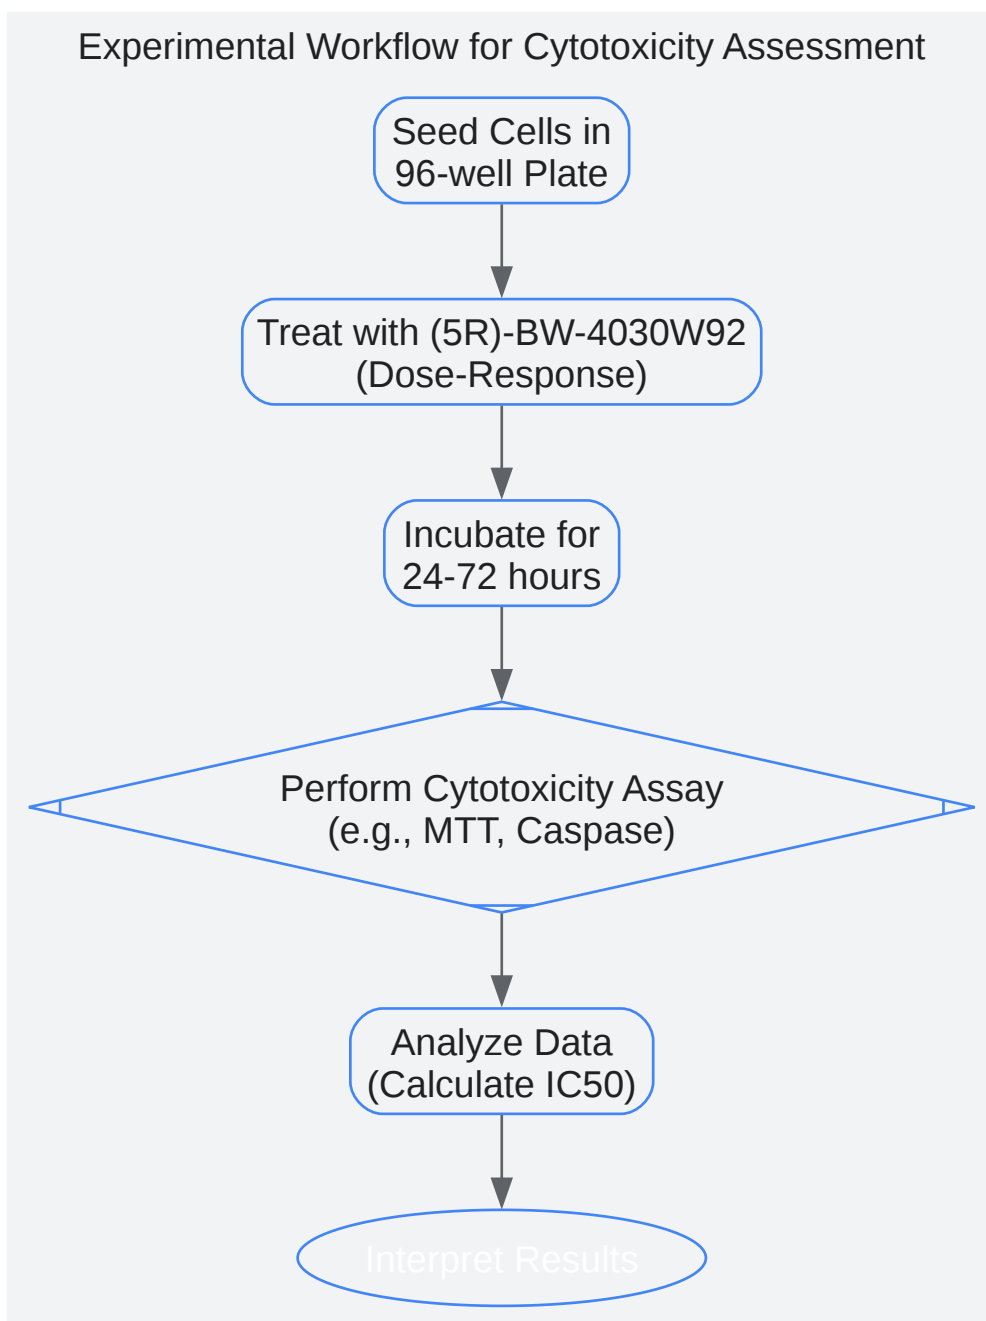 Experimental Workflow for Cytotoxicity Assessment
Seed Cells in
96-well Plate
Treat with (5R)-BW-4030W92
(Dose-Response)
Incubate for
24-72 hours
Perform Cytotoxicity Assay
(e.g., MTT, Caspase)
Analyze Data
(Calculate IC50)
Interpret Results